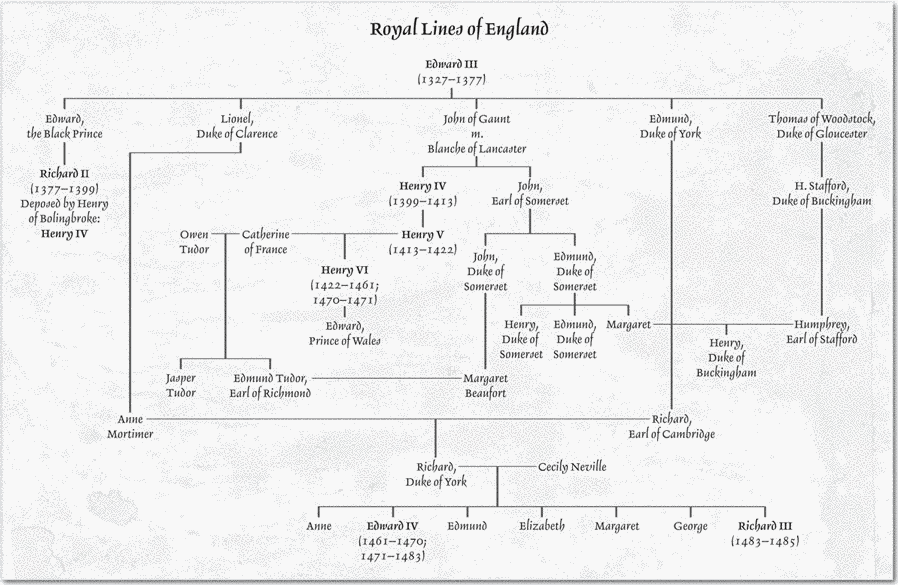 Royal Lines of England
Edward III
(1327–1377)
Edward,
the Black Prince
Lionel,
Duke of Clarence
John of Gaunt
m.
Blanche of Lancaster
Edmund,
Duke of York
Thomas of Woodstock,
Duke of Gloucester
Richard II
(1377–1399)
Deposed by Henry
of Bolingbroke:
Henry IV
Henry IV
(1399–1413)
John,
Earl of Somerset
H. Stafford,
Duke of Buckingham
Owen
Tudor
Catherine
of France
Henry V
(1413–1422)
Henry VI
(1422–1461;
1470–1471)
John,
Duke of
Somerset
Edmund,
Duke of
Somerset
Edward,
Prince of Wales
Henry,
Duke of
Somerset
Edmund,
Duke of
Somerset
Margaret
Humphrey,
Earl of Stafford
Henry,
Duke of
Buckingham
Jasper
Tudor
Edmund Tudor,
Earl of Richmond
Margaret
Beaufort
Anne
Mortimer
Richard,
Earl of Cambridge
Richard,
Duke of York
Cecily Neville
Anne
Edward IV
(1461–1470;
1471–1483)
Edmund
Elizabeth
Margaret
George
Richard III
(1483–1485)